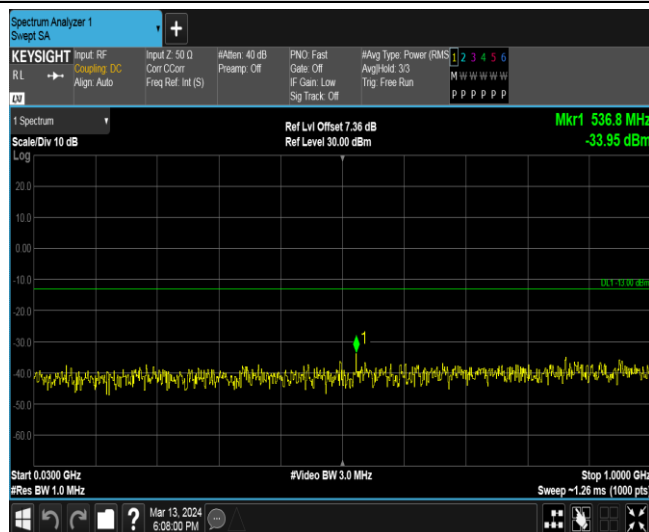 Spectrum Analyzer 1
Swept SA
+
KEYSIGHT Input: RF Input Z: 50 Ω #Atten: 40 dB PNO: Fast #Avg Type: Power (RMS 1 2 3 4 5 6
RL Coupling: DC Corr CCorr Preamp: Off Gate: Off Avg|Hold: 3/3 M W W W W W
Align: Auto Freq Ref: Int (S) IF Gain: Low Trig: Free Run
LXI Sig Track: Off P P P P P P
1 Spectrum Ref Lvl Offset 7.36 dB Mkr1 536.8 MHz
Scale/Div 10 dB Ref Level 30.00 dBm -33.95 dBm
Log
20.0
10.0
0.00
-10.0 DL1 -13.00 dBm
-20.0
-30.0 1
-40.0
-50.0
-60.0
Start 0.0300 GHz #Video BW 3.0 MHz Stop 1.0000 GHz
#Res BW 1.0 MHz Sweep ~1.26 ms (1000 pts)
? Mar 13, 2024
6:08:00 PM